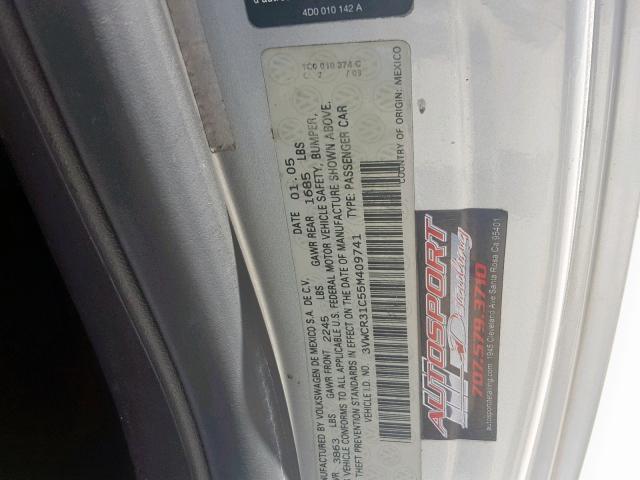 4D0 010 142 A
1C0 010 374 C
MANUFACTURED BY VOLKSWAGEN DE MEXICO S.A. DE C.V. DATE 01.05
3863 LBS GAWR FRONT 2245 LBS GAWR REAR 1685 LBS
VEHICLE CONFORMS TO ALL APPLICABLE U.S. FEDERAL MOTOR VEHICLE SAFETY, BUMPER,
THEFT PREVENTION STANDARDS IN EFFECT ON THE DATE OF MANUFACTURE SHOWN ABOVE.
VEHICLE I.D. NO. 3VWCR31C55M409741 TYPE: PASSENGER CAR
COUNTRY OF ORIGIN: MEXICO
AUTOSPORT
Detailing
707.579.3710
autosportdetailing.com 1945 Cleveland Ave Santa Rosa Ca 95401